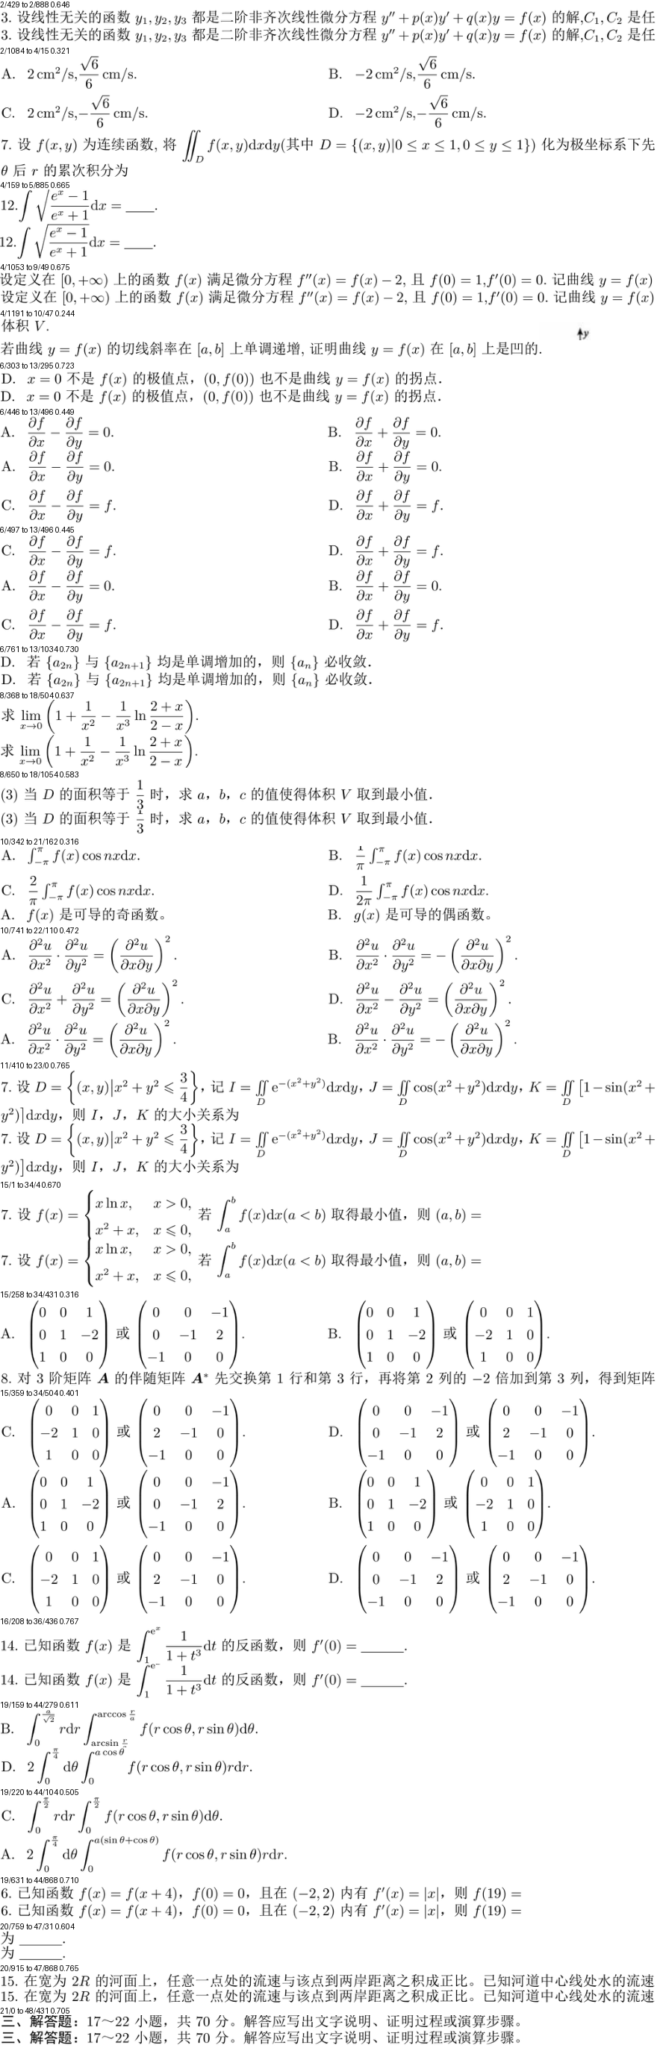 2/429 to 2/888 0.646
3. 设线性无关的函数 y₁, y₂, y₃ 都是二阶非齐次线性微分方程 y″ + p(x)y′ + q(x)y = f(x) 的解,C₁, C₂ 是任
3. 设线性无关的函数 y₁, y₂, y₃ 都是二阶非齐次线性微分方程 y″ + p(x)y′ + q(x)y = f(x) 的解,C₁, C₂ 是任
2/1084 to 4/15 0.321
A. 2 cm²/s, √6/6 cm/s. B. −2 cm²/s, √6/6 cm/s.
C. 2 cm²/s, −√6/6 cm/s. D. −2 cm²/s, −√6/6 cm/s.
7. 设 f(x, y) 为连续函数, 将 ∬_D f(x, y)dxdy(其中 D = {(x, y)|0 ≤ x ≤ 1, 0 ≤ y ≤ 1}) 化为极坐标系下先
θ 后 r 的累次积分为
4/159 to 5/885 0.665
12. ∫ √((eˣ − 1)/(eˣ + 1)) dx = ____.
12. ∫ √((eˣ − 1)/(eˣ + 1)) dx = ____.
4/1053 to 9/49 0.675
设定义在 [0, +∞) 上的函数 f(x) 满足微分方程 f″(x) = f(x) − 2, 且 f(0) = 1, f′(0) = 0. 记曲线 y = f(x)
设定义在 [0, +∞) 上的函数 f(x) 满足微分方程 f″(x) = f(x) − 2, 且 f(0) = 1, f′(0) = 0. 记曲线 y = f(x)
4/1191 to 10/47 0.244
体积 V.
y
若曲线 y = f(x) 的切线斜率在 [a, b] 上单调递增, 证明曲线 y = f(x) 在 [a, b] 上是凹的.
6/303 to 13/295 0.723
D. x = 0 不是 f(x) 的极值点，(0, f(0)) 也不是曲线 y = f(x) 的拐点.
D. x = 0 不是 f(x) 的极值点，(0, f(0)) 也不是曲线 y = f(x) 的拐点.
6/446 to 13/496 0.449
A. ∂f/∂x − ∂f/∂y = 0. B. ∂f/∂x + ∂f/∂y = 0.
A. ∂f/∂x − ∂f/∂y = 0. B. ∂f/∂x + ∂f/∂y = 0.
C. ∂f/∂x − ∂f/∂y = f. D. ∂f/∂x + ∂f/∂y = f.
6/497 to 13/496 0.445
C. ∂f/∂x − ∂f/∂y = f. D. ∂f/∂x + ∂f/∂y = f.
A. ∂f/∂x − ∂f/∂y = 0. B. ∂f/∂x + ∂f/∂y = 0.
C. ∂f/∂x − ∂f/∂y = f. D. ∂f/∂x + ∂f/∂y = f.
6/761 to 13/1034 0.730
D. 若 {a₂ₙ} 与 {a₂ₙ₊₁} 均是单调增加的，则 {aₙ} 必收敛.
D. 若 {a₂ₙ} 与 {a₂ₙ₊₁} 均是单调增加的，则 {aₙ} 必收敛.
8/368 to 18/504 0.637
求 lim_{x→0} (1 + 1/x² − 1/x³ ln (2 + x)/(2 − x)).
求 lim_{x→0} (1 + 1/x² − 1/x³ ln (2 + x)/(2 − x)).
8/650 to 18/1054 0.583
(3) 当 D 的面积等于 1/3 时，求 a，b，c 的值使得体积 V 取到最小值.
(3) 当 D 的面积等于 1/3 时，求 a，b，c 的值使得体积 V 取到最小值.
10/342 to 21/162 0.316
A. ∫_{−π}^{π} f(x) cos nxdx. B. 1/π ∫_{−π}^{π} f(x) cos nxdx.
C. 2/π ∫_{−π}^{π} f(x) cos nxdx. D. 1/2π ∫_{−π}^{π} f(x) cos nxdx.
A. f(x) 是可导的奇函数。 B. g(x) 是可导的偶函数。
10/741 to 22/110 0.472
A. ∂²u/∂x² · ∂²u/∂y² = (∂²u/∂x∂y)². B. ∂²u/∂x² · ∂²u/∂y² = −(∂²u/∂x∂y)².
C. ∂²u/∂x² + ∂²u/∂y² = (∂²u/∂x∂y)². D. ∂²u/∂x² − ∂²u/∂y² = (∂²u/∂x∂y)².
A. ∂²u/∂x² · ∂²u/∂y² = (∂²u/∂x∂y)². B. ∂²u/∂x² · ∂²u/∂y² = −(∂²u/∂x∂y)².
11/410 to 23/0 0.765
7. 设 D = {(x, y)|x² + y² ⩽ 3/4}，记 I = ∬_D e^{−(x²+y²)}dxdy，J = ∬_D cos(x² + y²)dxdy，K = ∬_D [1 − sin(x² +
y²)]dxdy，则 I，J，K 的大小关系为
7. 设 D = {(x, y)|x² + y² ⩽ 3/4}，记 I = ∬_D e^{−(x²+y²)}dxdy，J = ∬_D cos(x² + y²)dxdy，K = ∬_D [1 − sin(x² +
y²)]dxdy，则 I，J，K 的大小关系为
15/1 to 34/4 0.670
7. 设 f(x) = { x ln x, x > 0, x² + x, x ⩽ 0, 若 ∫_a^b f(x)dx(a < b) 取得最小值，则 (a, b) =
7. 设 f(x) = { x ln x, x > 0, x² + x, x ⩽ 0, 若 ∫_a^b f(x)dx(a < b) 取得最小值，则 (a, b) =
15/258 to 34/431 0.316
A. (0 0 1; 0 1 −2; 1 0 0) 或 (0 0 −1; 0 −1 2; −1 0 0). B. (0 0 1; 0 1 −2; 1 0 0) 或 (0 0 1; −2 1 0; 1 0 0).
8. 对 3 阶矩阵 A 的伴随矩阵 A* 先交换第 1 行和第 3 行，再将第 2 列的 −2 倍加到第 3 列，得到矩阵
15/359 to 34/504 0.401
C. (0 0 1; −2 1 0; 1 0 0) 或 (0 0 −1; 2 −1 0; −1 0 0). D. (0 0 −1; 0 −1 2; −1 0 0) 或 (0 0 −1; 2 −1 0; −1 0 0).
A. (0 0 1; 0 1 −2; 1 0 0) 或 (0 0 −1; 0 −1 2; −1 0 0). B. (0 0 1; 0 1 −2; 1 0 0) 或 (0 0 1; −2 1 0; 1 0 0).
C. (0 0 1; −2 1 0; 1 0 0) 或 (0 0 −1; 2 −1 0; −1 0 0). D. (0 0 −1; 0 −1 2; −1 0 0) 或 (0 0 −1; 2 −1 0; −1 0 0).
16/208 to 36/436 0.767
14. 已知函数 f(x) 是 ∫_1^{eˣ} 1/(1 + t³) dt 的反函数，则 f′(0) = ______.
14. 已知函数 f(x) 是 ∫_1^{e} 1/(1 + t³) dt 的反函数，则 f′(0) = ______.
19/159 to 44/279 0.611
B. ∫_0^{a/√2} rdr ∫_{arcsin r/a}^{arccos r/a} f(r cos θ, r sin θ)dθ.
D. 2 ∫_0^{π/4} dθ ∫_0^{a cos θ} f(r cos θ, r sin θ)rdr.
19/220 to 44/104 0.505
C. ∫_0^{π/2} rdr ∫_0^{π/2} f(r cos θ, r sin θ)dθ.
A. 2 ∫_0^{π/4} dθ ∫_0^{a(sin θ+cos θ)} f(r cos θ, r sin θ)rdr.
19/631 to 44/868 0.710
6. 已知函数 f(x) = f(x + 4)，f(0) = 0，且在 (−2, 2) 内有 f′(x) = |x|，则 f(19) =
6. 已知函数 f(x) = f(x + 4)，f(0) = 0，且在 (−2, 2) 内有 f′(x) = |x|，则 f(19) =
20/759 to 47/31 0.604
为 ______.
为 ______.
20/915 to 47/868 0.765
15. 在宽为 2R 的河面上，任意一点处的流速与该点到两岸距离之积成正比。已知河道中心线处水的流速
15. 在宽为 2R 的河面上，任意一点处的流速与该点到两岸距离之积成正比。已知河道中心线处水的流速
21/0 to 48/431 0.705
三、解答题：17～22 小题，共 70 分。解答应写出文字说明、证明过程或演算步骤。
三、解答题：17～22 小题，共 70 分。解答应写出文字说明、证明过程或演算步骤。